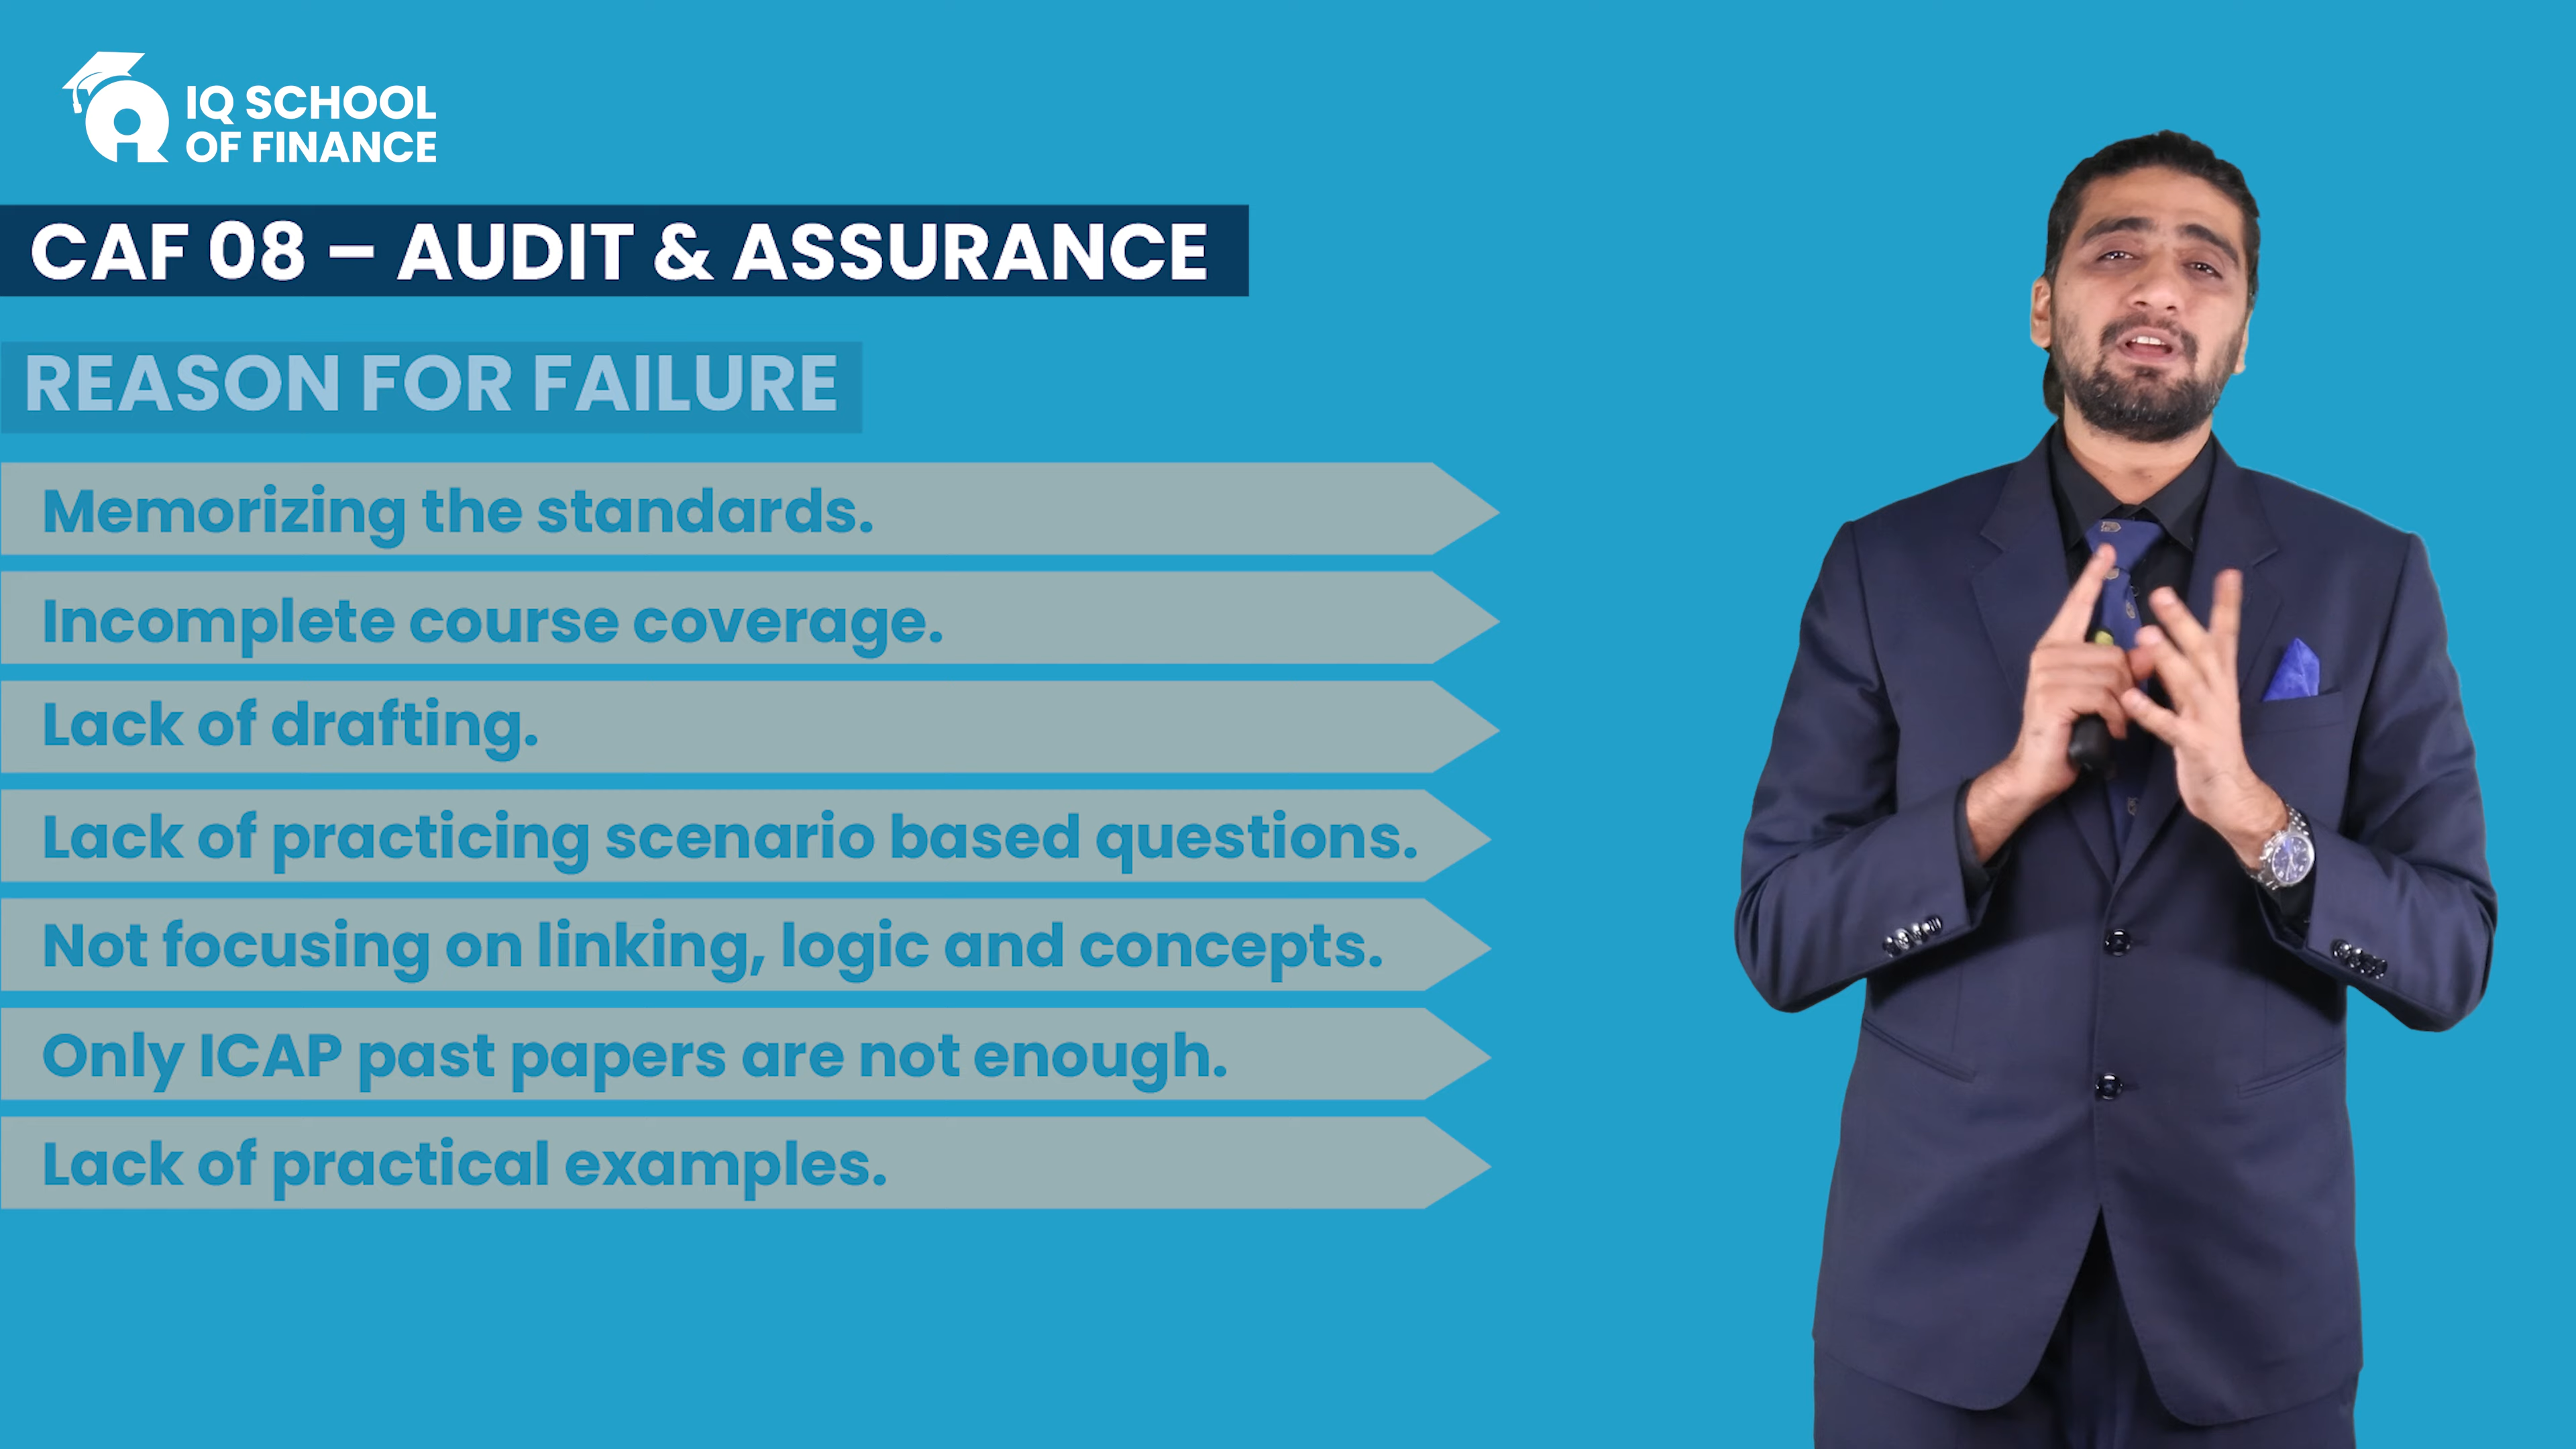 IQ SCHOOL
OF FINANCE
CAF 08 – AUDIT & ASSURANCE
REASON FOR FAILURE
Memorizing the standards.
Incomplete course coverage.
Lack of drafting.
Lack of practicing scenario based questions.
Not focusing on linking, logic and concepts.
Only ICAP past papers are not enough.
Lack of practical examples.